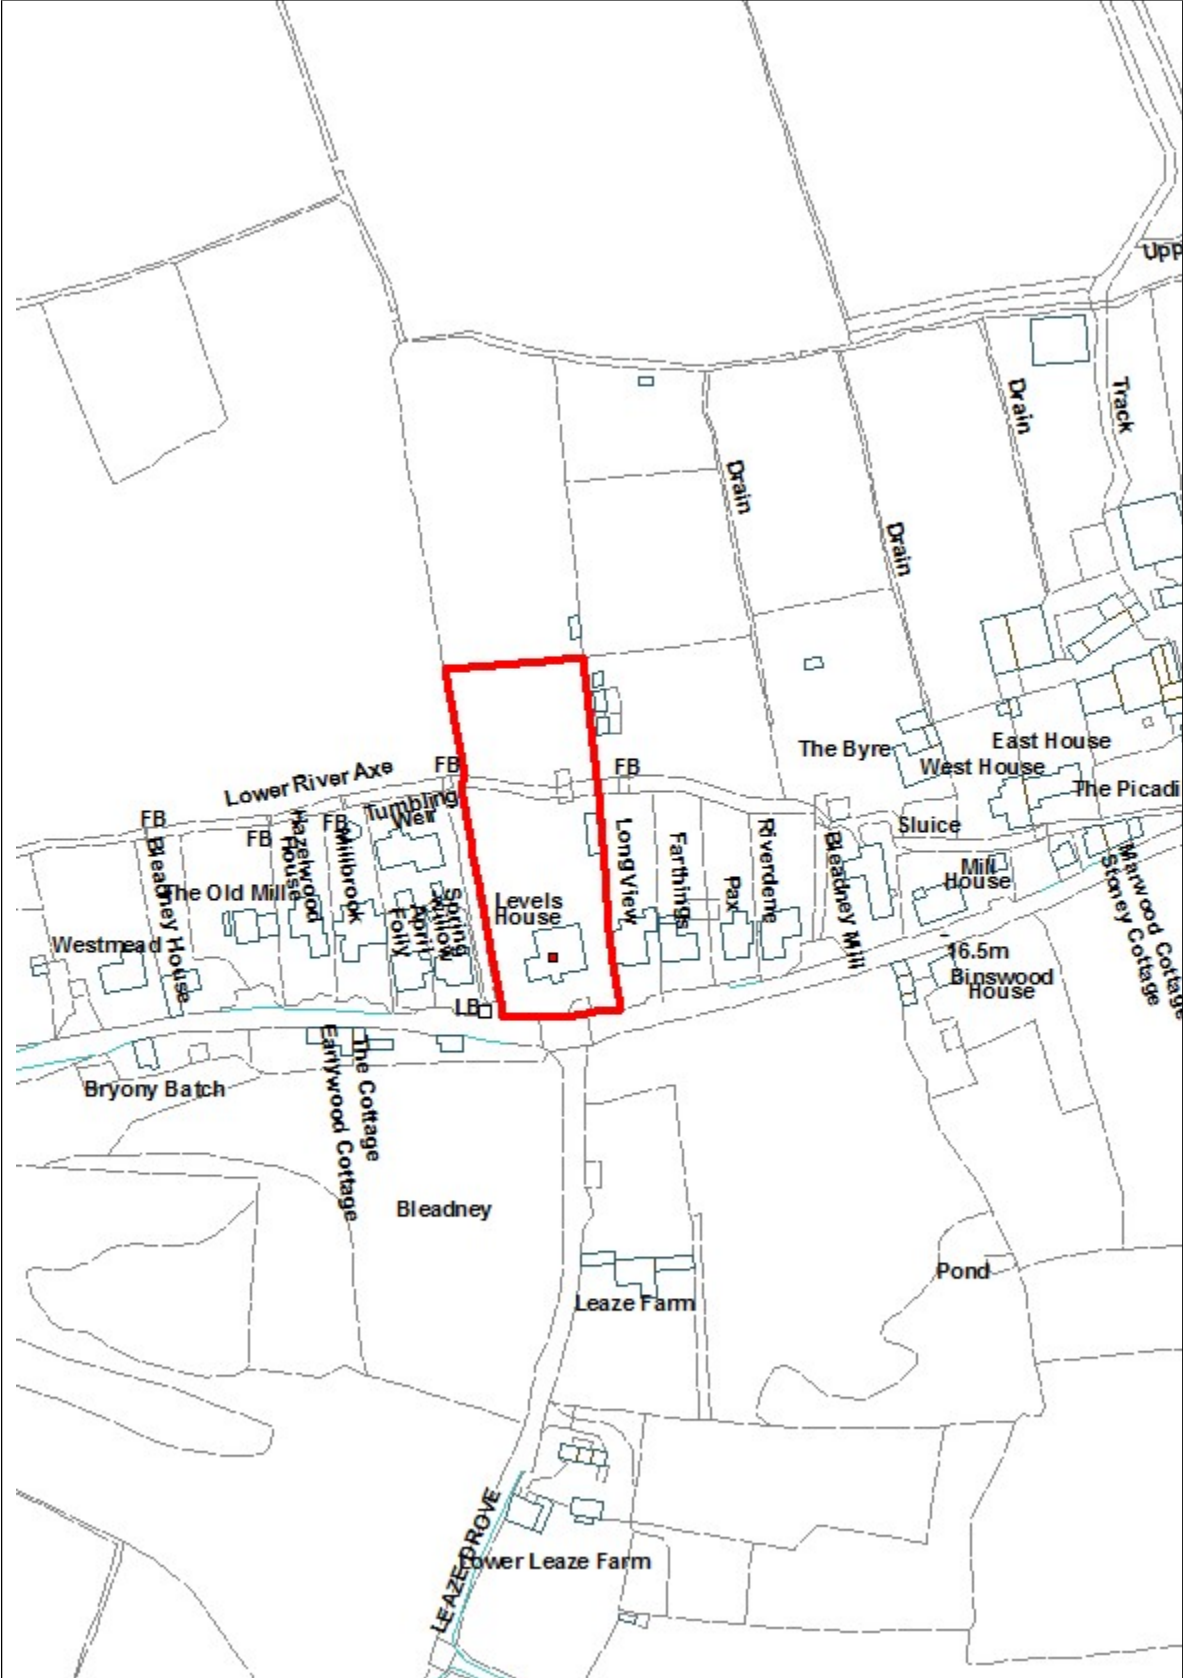 Upp
Drain
Track
Drain
Drain
The Byre
East House
West House
The Picadi
FB
FB
Lower River Axe
FB
FB
FB
Tumbling
Weir
Sluice
Bleadney House
The Old Mill
Hazelwood
House
Millbrook
Folly
April
Willow
Spring
Levels
House
Long View
Farthings
Pax
Riverdene
Bleadney Mill
Mill
House
Marwood Cottage
Stoney Cottage
Westmead
16.5m
Binswood
House
LB
Bryony Batch
The Cottage
Earlywood Cottage
Bleadney
Pond
Leaze Farm
LEAZE DROVE
Lower Leaze Farm